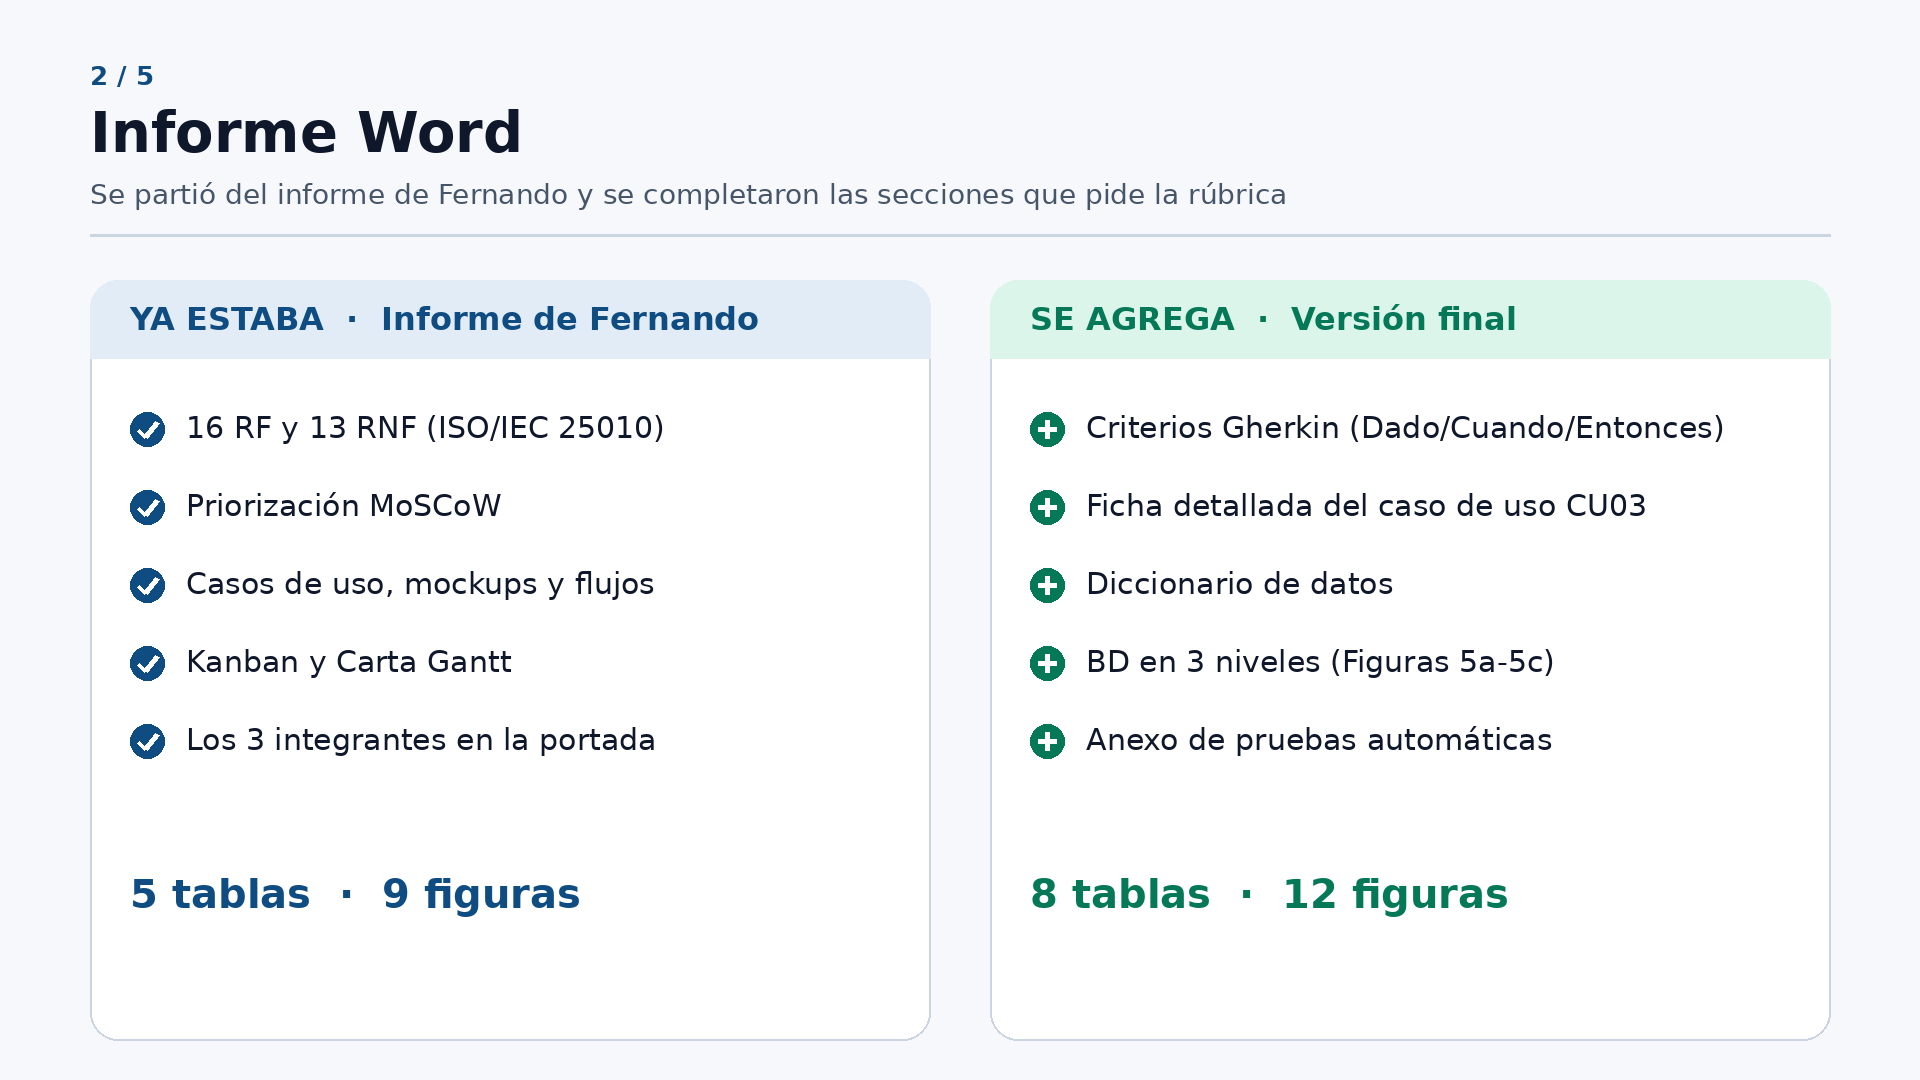 2 / 5
Informe Word
Se partió del informe de Fernando y se completaron las secciones que pide la rúbrica
YA ESTABA · Informe de Fernando
16 RF y 13 RNF (ISO/IEC 25010)
Priorización MoSCoW
Casos de uso, mockups y flujos
Kanban y Carta Gantt
Los 3 integrantes en la portada
5 tablas · 9 figuras
SE AGREGA · Versión final
Criterios Gherkin (Dado/Cuando/Entonces)
Ficha detallada del caso de uso CU03
Diccionario de datos
BD en 3 niveles (Figuras 5a-5c)
Anexo de pruebas automáticas
8 tablas · 12 figuras